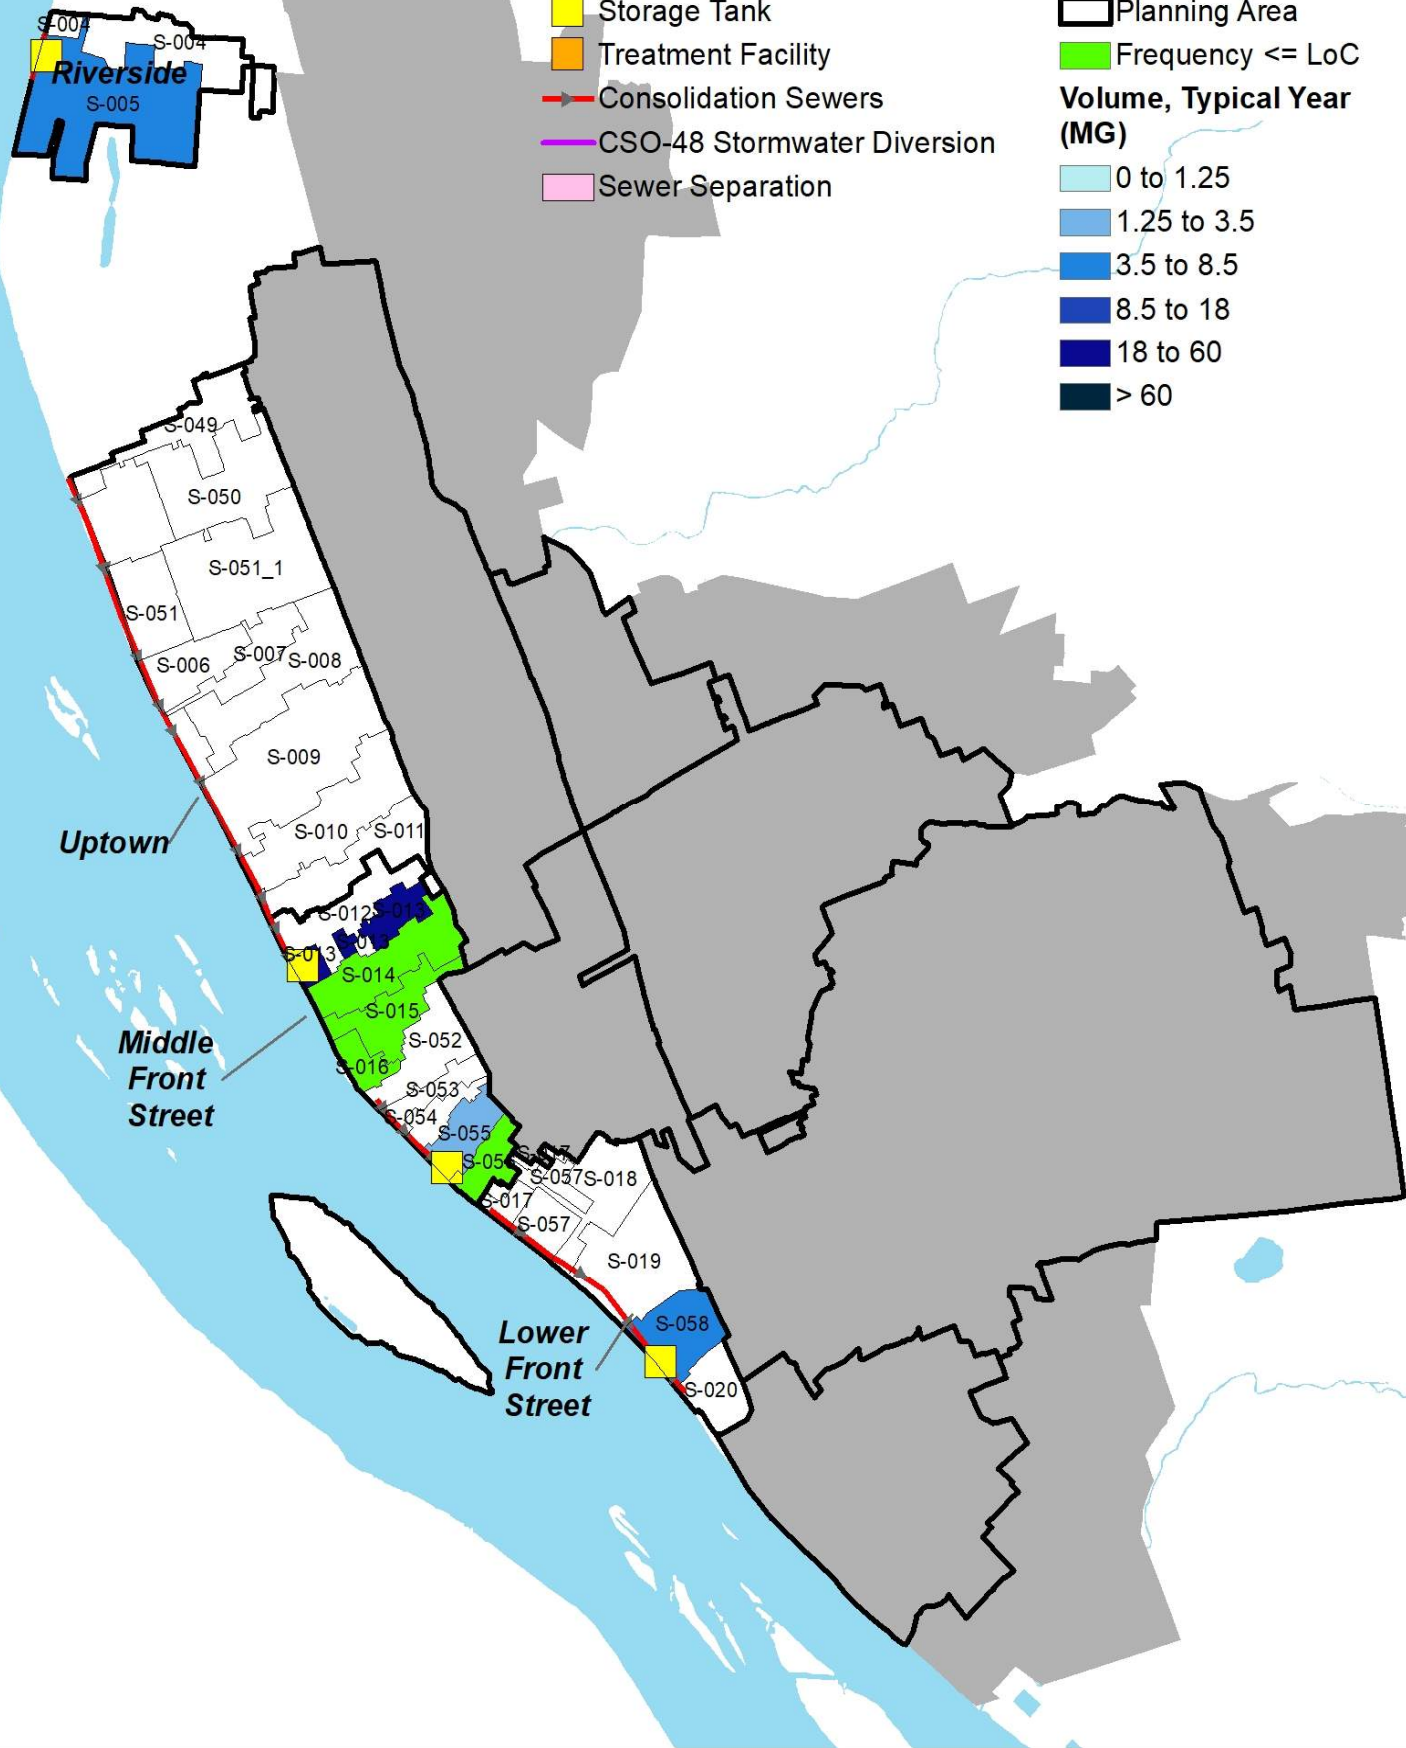 Storage Tank
Treatment Facility
Consolidation Sewers
CSO-48 Stormwater Diversion
Sewer Separation
Planning Area
Frequency <= LoC
Volume, Typical Year
(MG)
0 to 1.25
1.25 to 3.5
3.5 to 8.5
8.5 to 18
18 to 60
> 60
S-004
S-004
Riverside
S-005
S-049
S-050
S-051_1
S-051
S-006
S-007
S-008
S-009
Uptown
S-010
S-011
S-012
S-013
S-013
S-013
S-014
S-015
S-016
S-052
S-053
S-054
S-055
Middle
Front
Street
S-017
S-057
S-018
S-017
S-057
S-019
S-058
S-020
Lower
Front
Street